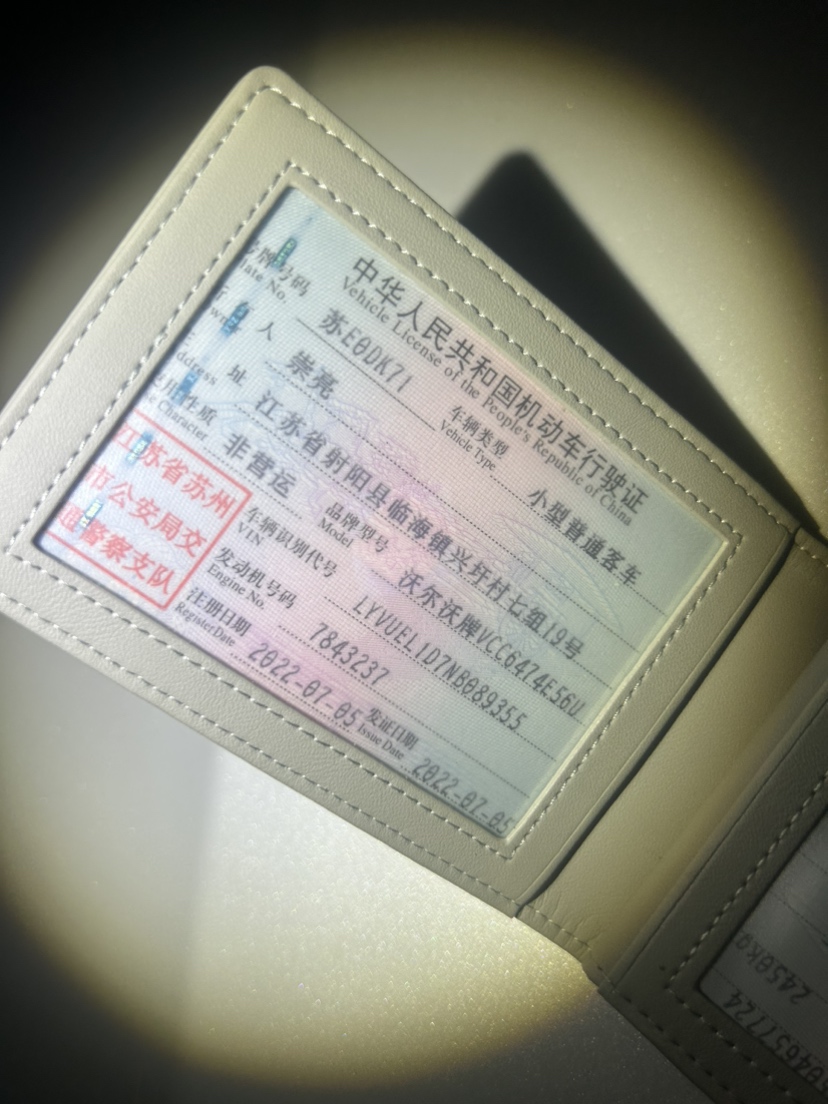 中华人民共和国机动车行驶证
Vehicle License of the People's Republic of China
号牌号码 苏E0DK71 车辆类型 小型普通客车
Plate No. Vehicle Type
所有人 崇亮
Owner
住址 江苏省射阳县临海镇兴圩村七组19号
Address
使用性质 非营运 品牌型号 沃尔沃牌VCC6474E56U
Use Character Model
江苏省苏州
市公安局交
通警察支队
车辆识别代号 LYVUEL1D7NB089355
VIN
发动机号码 7843237
Engine No.
注册日期 2022-07-05 发证日期 2022-07-05
Register Date Issue Date
2450kg